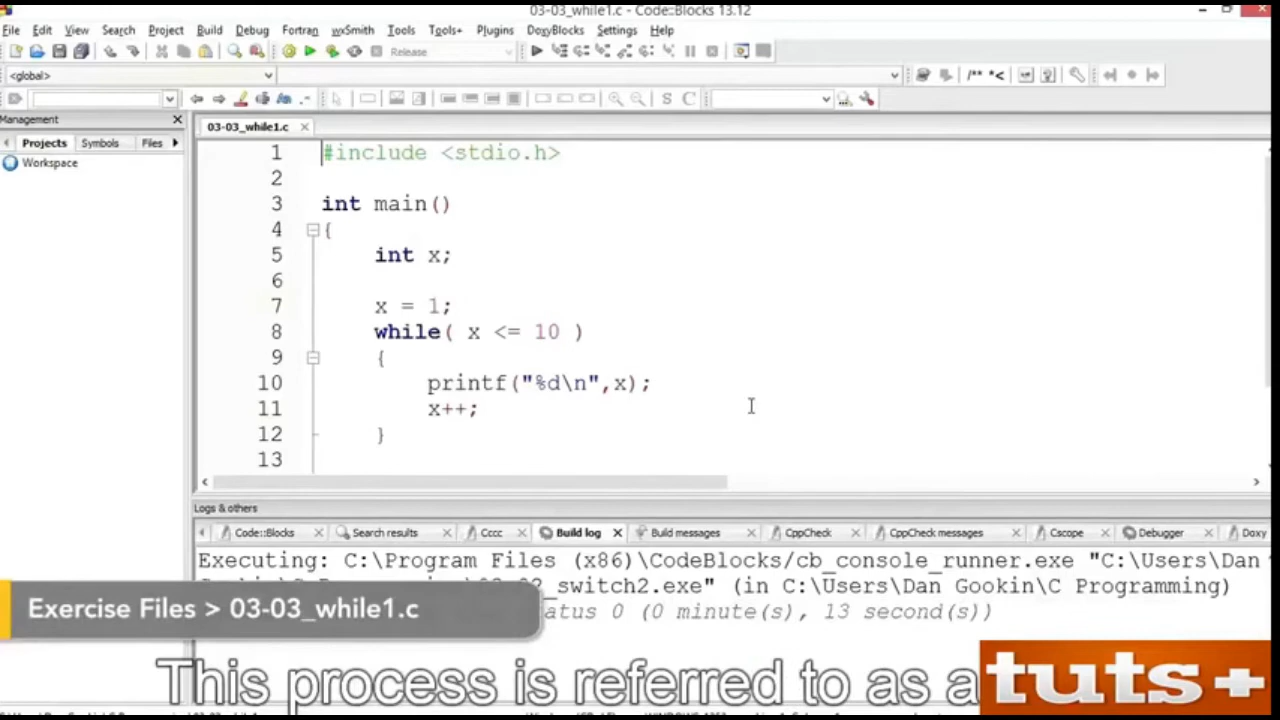 03-03_while1.c - Code::Blocks 13.12
File Edit View Search Project Build Debug Fortran wxSmith Tools Tools+ Plugins DoxyBlocks Settings Help
Release
<global>
/** *<
S C
Management
03-03_while1.c
Projects Symbols Files
Workspace
1 #include <stdio.h>
2
3 int main()
4 {
5 int x;
6
7 x = 1;
8 while( x <= 10 )
9 {
10 printf("%d\n",x);
11 x++;
12 }
13
Logs & others
Code::Blocks Search results Cccc Build log Build messages CppCheck CppCheck messages Cscope Debugger Doxy
Executing: C:\Program Files (x86)\CodeBlocks/cb_console_runner.exe "C:\Users\Dan
_switch2.exe" (in C:\Users\Dan Gookin\C Programming)
atus 0 (0 minute(s), 13 second(s))
Exercise Files > 03-03_while1.c
This process is referred to as a
tuts+